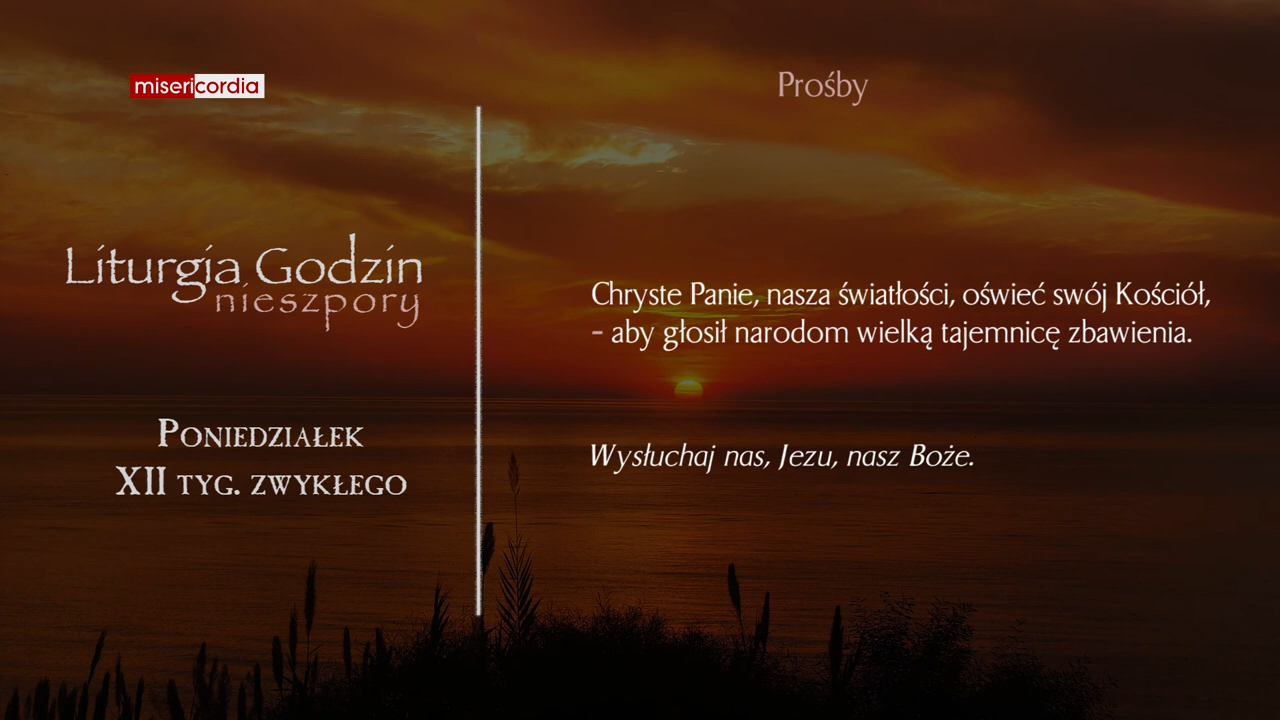 misericordia
Prośby
Liturgia Godzin
nieszpory
Poniedziałek
XII tyg. zwykłego
Chryste Panie, nasza światłości, oświeć swój Kościół,
- aby głosił narodom wielką tajemnicę zbawienia.
Wysłuchaj nas, Jezu, nasz Boże.